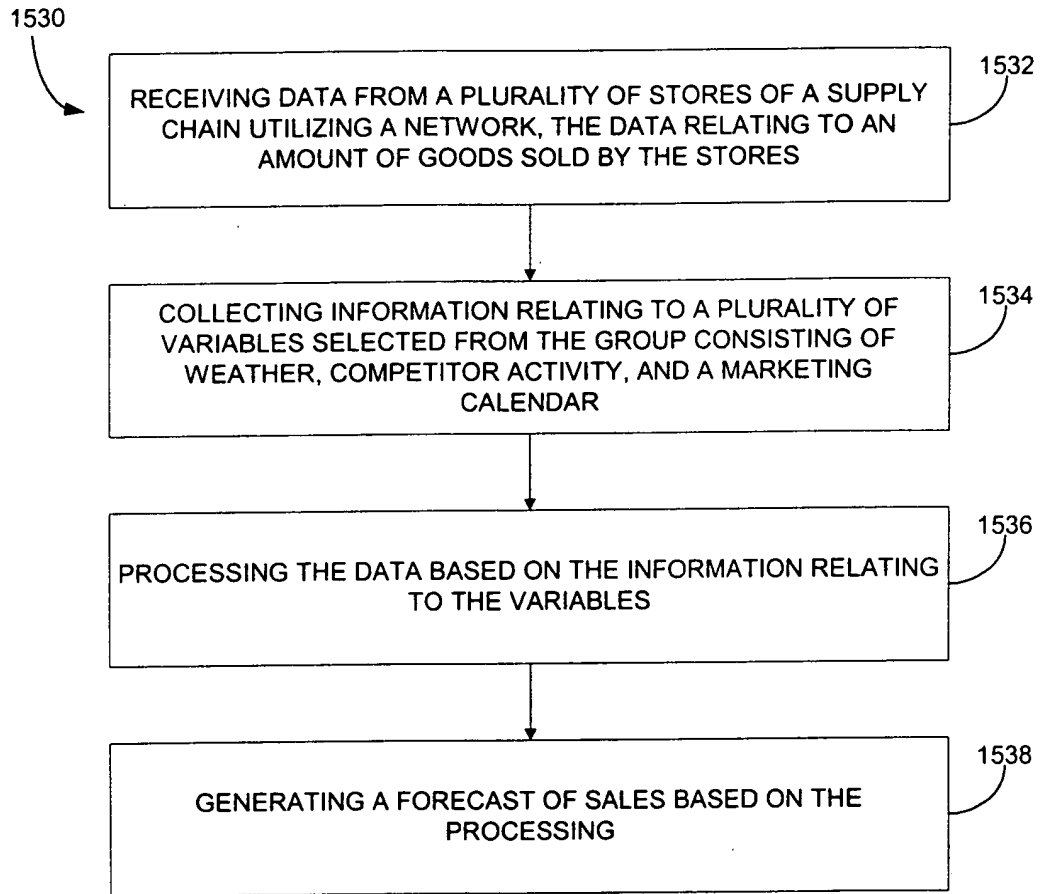 1530
1532
RECEIVING DATA FROM A PLURALITY OF STORES OF A SUPPLY
CHAIN UTILIZING A NETWORK, THE DATA RELATING TO AN
AMOUNT OF GOODS SOLD BY THE STORES
1534
COLLECTING INFORMATION RELATING TO A PLURALITY OF
VARIABLES SELECTED FROM THE GROUP CONSISTING OF
WEATHER, COMPETITOR ACTIVITY, AND A MARKETING
CALENDAR
1536
PROCESSING THE DATA BASED ON THE INFORMATION RELATING
TO THE VARIABLES
1538
GENERATING A FORECAST OF SALES BASED ON THE
PROCESSING